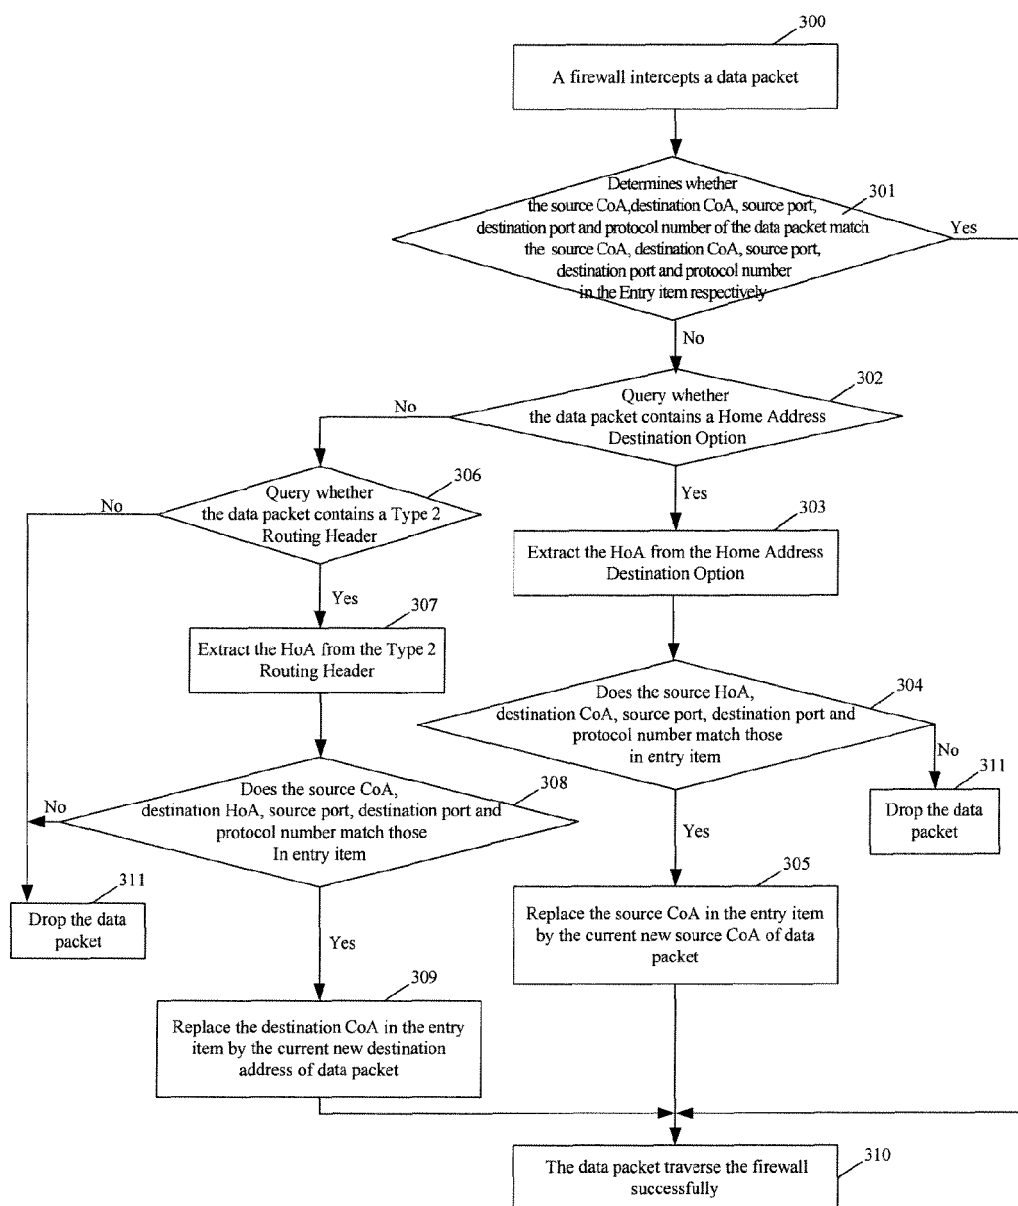 300
A firewall intercepts a data packet
Determines whether
the source CoA,destination CoA, source port,
destination port and protocol number of the data packet match
the source CoA, destination CoA, source port,
destination port and protocol number
in the Entry item respectively
301
Yes
No
302
Query whether
the data packet contains a Home Address
Destination Option
No
306
Query whether
the data packet contains a Type 2
Routing Header
No
Yes
303
Extract the HoA from the Home Address
Destination Option
Yes
307
Extract the HoA from the Type 2
Routing Header
304
Does the source HoA,
destination CoA, source port, destination port and
protocol number match those
in entry item
No
311
Drop the data
packet
308
Does the source CoA,
destination HoA, source port, destination port and
protocol number match those
In entry item
No
Yes
305
Replace the source CoA in the entry item
by the current new source CoA of data
packet
311
Drop the data
packet
Yes
309
Replace the destination CoA in the entry
item by the current new destination
address of data packet
310
The data packet traverse the firewall
successfully